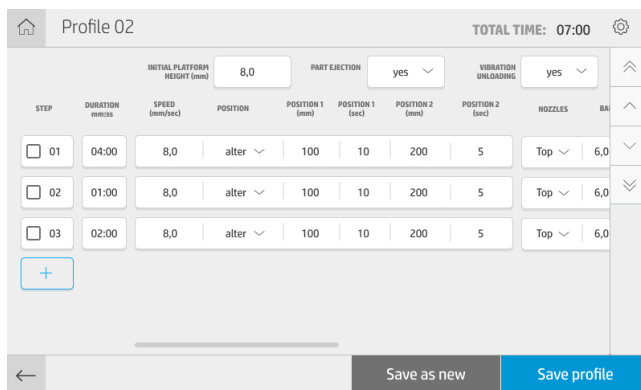 Profile 02
TOTAL TIME: 07:00
INITIAL PLATFORM
HEIGHT (mm)
8,0
PART EJECTION
yes
VIBRATION
UNLOADING
yes
STEP
DURATION
mm:ss
SPEED
(mm/sec)
POSITION
POSITION 1
(mm)
POSITION 1
(sec)
POSITION 2
(mm)
POSITION 2
(sec)
NOZZLES
BA
01 04:00 8,0 alter 100 10 200 5 Top 6,0
02 01:00 8,0 alter 100 10 200 5 Top 6,0
03 02:00 8,0 alter 100 10 200 5 Top 6,0
+
Save as new
Save profile